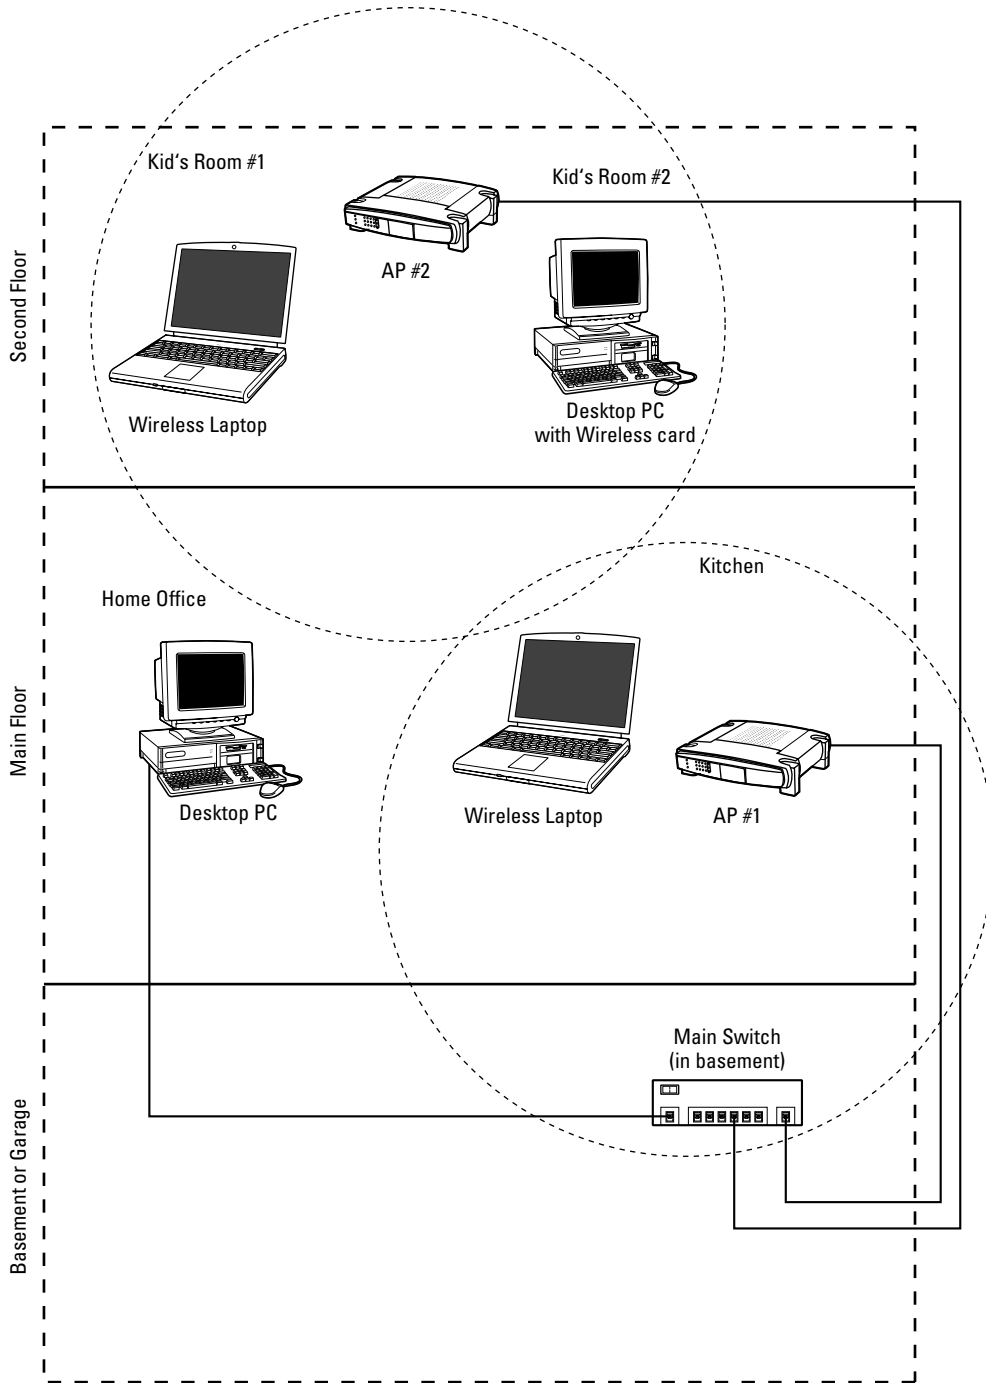 Second Floor
Kid's Room #1
Kid's Room #2
AP #2
Wireless Laptop
Desktop PC
with Wireless card
Main Floor
Kitchen
Home Office
Desktop PC
Wireless Laptop
AP #1
Basement or Garage
Main Switch
(in basement)